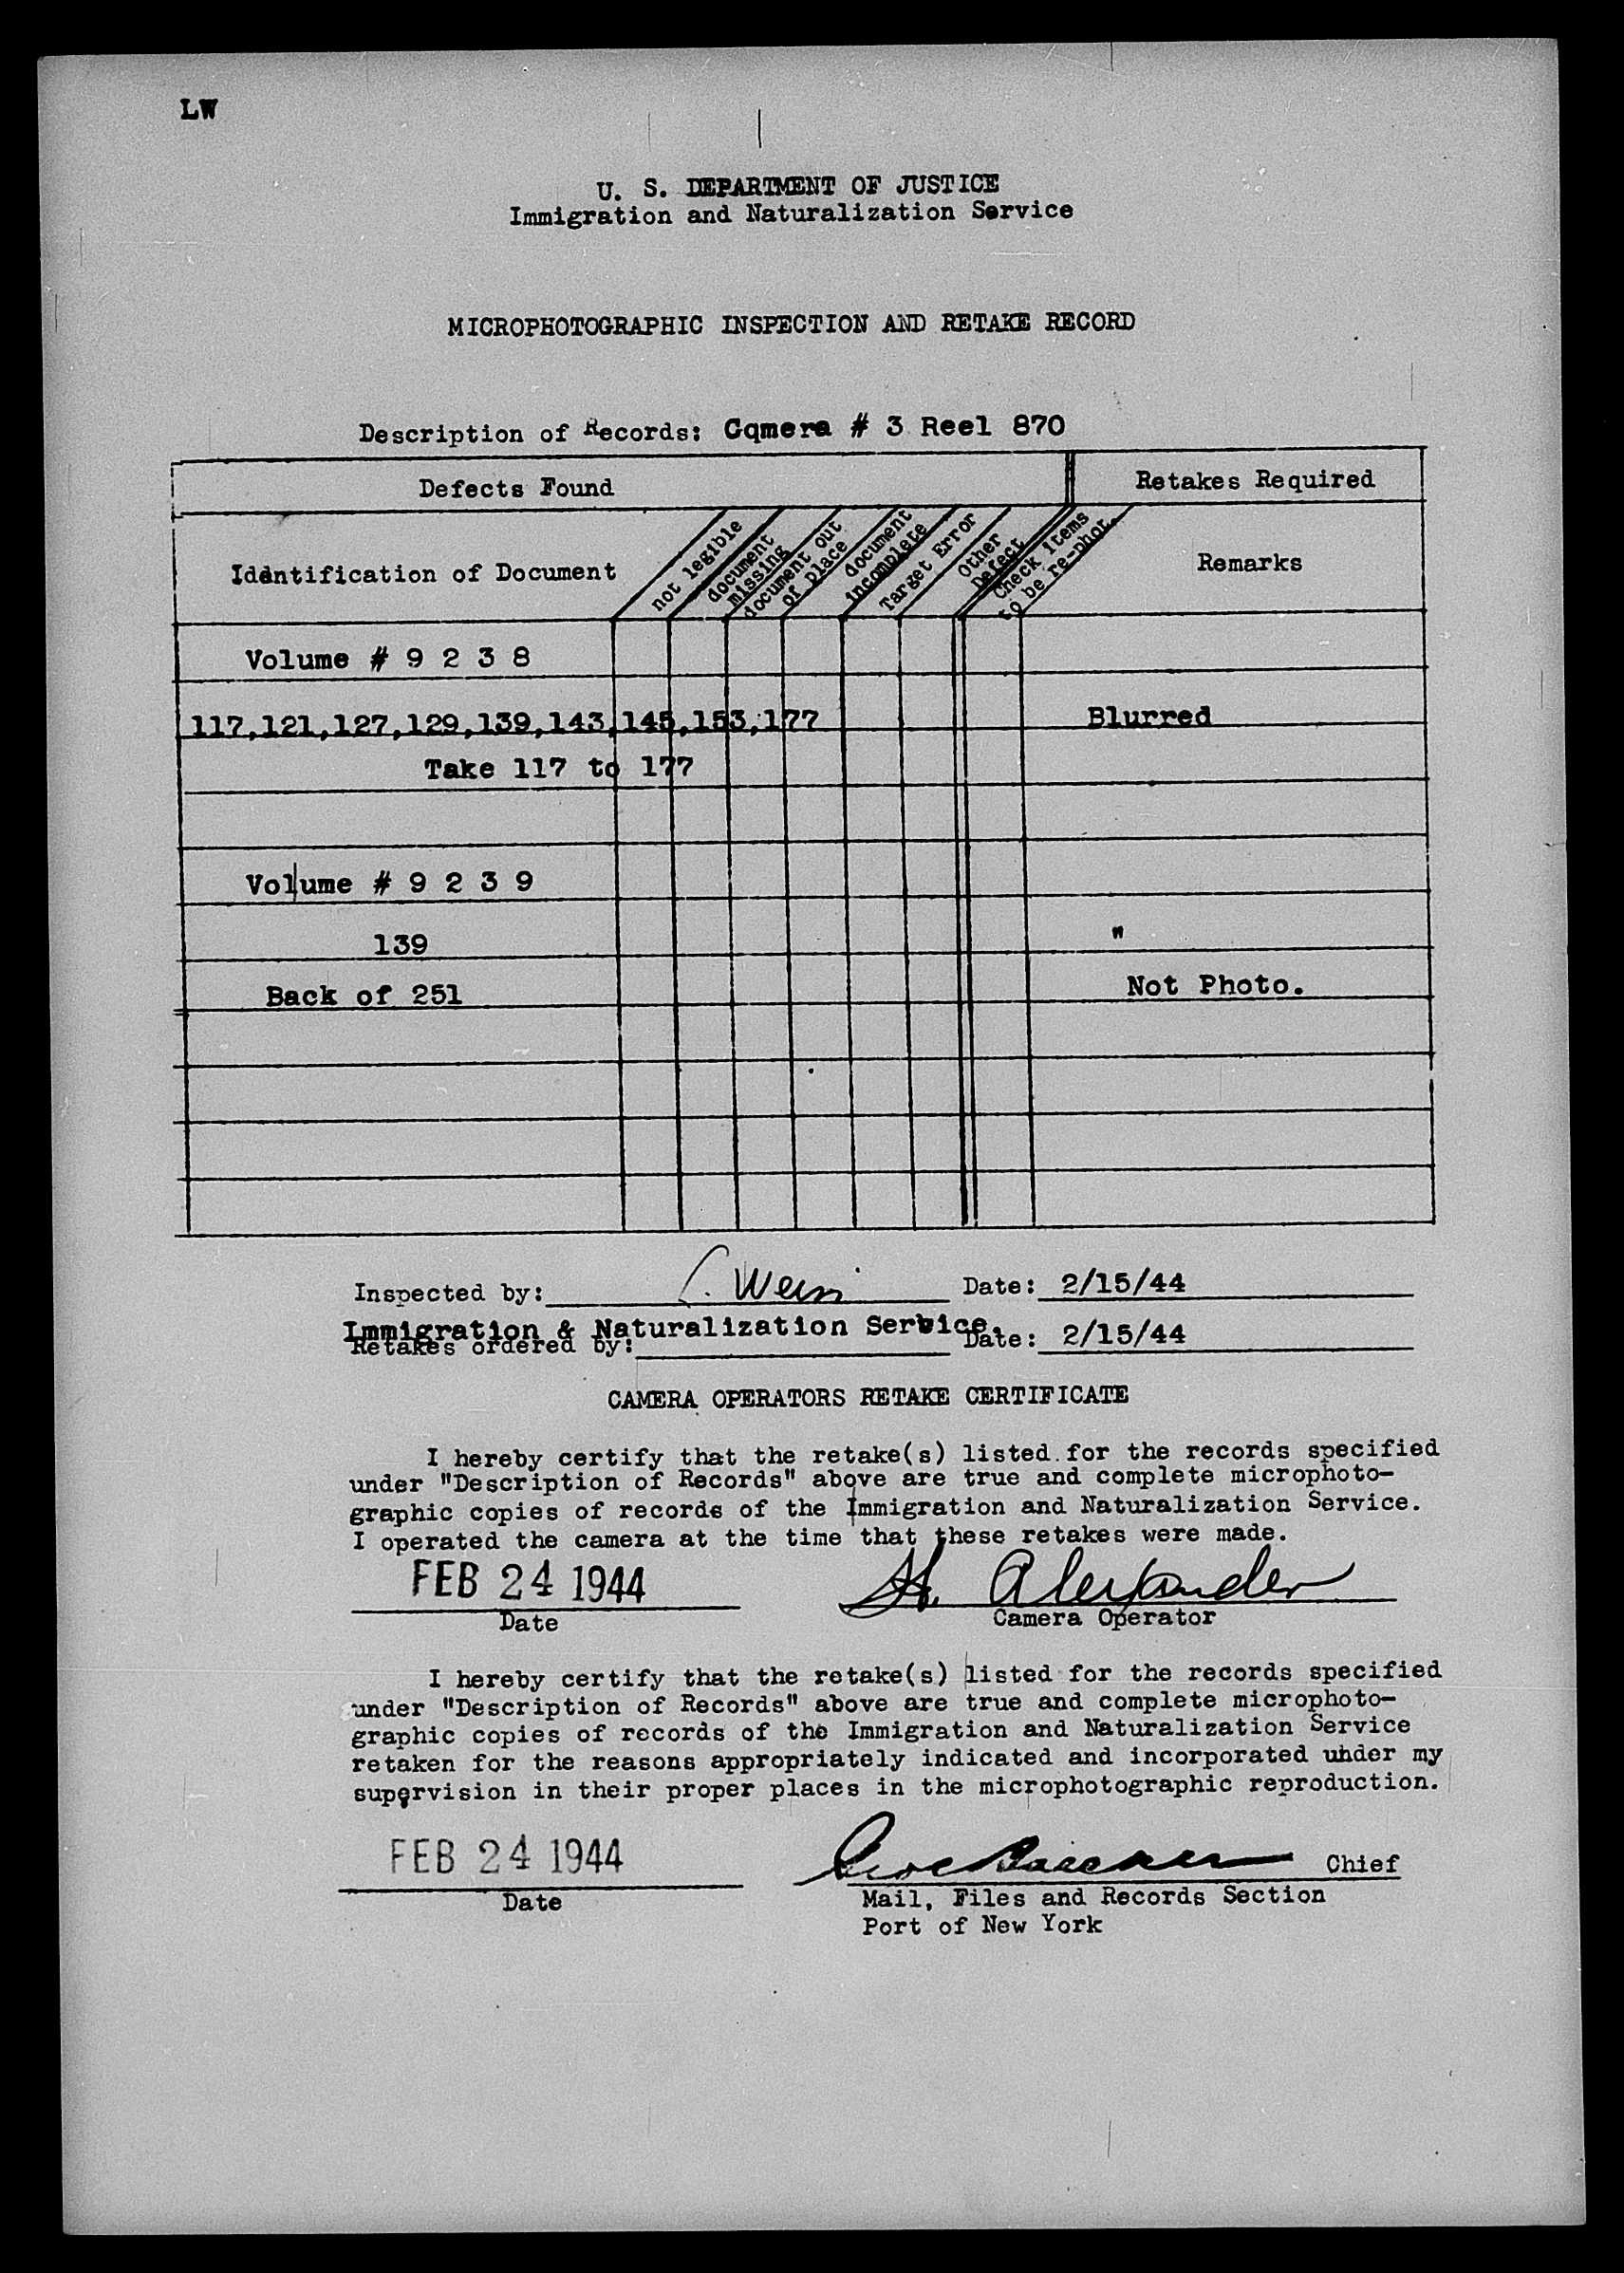 LW
U. S. DEPARTMENT OF JUSTICE
Immigration and Naturalization Service
MICROPHOTOGRAPHIC INSPECTION AND RETAKE RECORD
Description of Records: Cqmera # 3 Reel 870
Defects Found
Retakes Required
Identification of Document
not legible
document missing
document out of place
document incomplete
Target Error
Other Defect
Check items to be re-phot.
Remarks
Volume # 9 2 3 8
117,121,127,129,139,143,145,153,177 Blurred
Take 117 to 177
Volume # 9 2 3 9
139 "
Back of 251 Not Photo.
Inspected by: Date: 2/15/44
Immigration & Naturalization Service.
Retakes ordered by: Date: 2/15/44
CAMERA OPERATORS RETAKE CERTIFICATE
I hereby certify that the retake(s) listed for the records specified
under "Description of Records" above are true and complete microphoto-
graphic copies of records of the Immigration and Naturalization Service.
I operated the camera at the time that these retakes were made.
FEB 24 1944 H. Alexander
Date Camera Operator
I hereby certify that the retake(s) listed for the records specified
under "Description of Records" above are true and complete microphoto-
graphic copies of records of the Immigration and Naturalization Service
retaken for the reasons appropriately indicated and incorporated under my
supervision in their proper places in the microphotographic reproduction.
FEB 24 1944 Chief
Date Mail, Files and Records Section
Port of New York